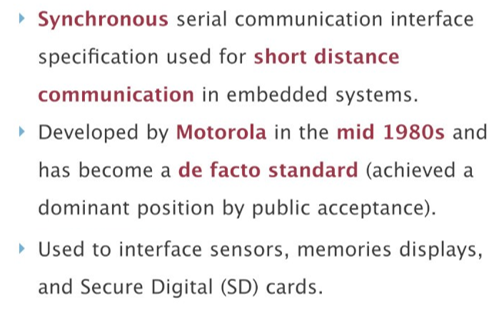 Synchronous serial communication interface
specification used for short distance
communication in embedded systems.
Developed by Motorola in the mid 1980s and
has become a de facto standard (achieved a
dominant position by public acceptance).
Used to interface sensors, memories displays,
and Secure Digital (SD) cards.